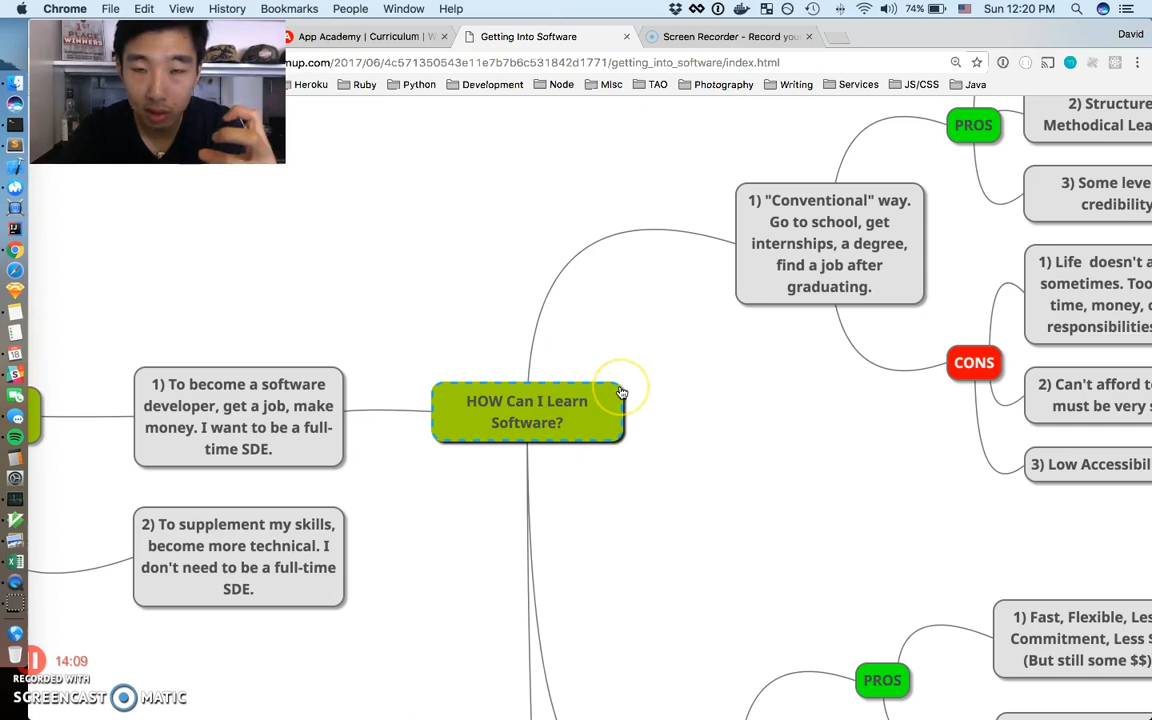 Chrome File Edit View History Bookmarks People Window Help 74% Sun 12:20 PM
1ST PLACE
WINNERS
App Academy | Curriculum | W
Getting Into Software
Screen Recorder - Record your
David
nup.com/2017/06/4c571350543e11e7b7b6c531842d1771/getting_into_software/index.html
Heroku Ruby Python Development Node Misc TAO Photography Writing Services JS/CSS Java
PROS
2) Structure
Methodical Lea
3) Some leve
credibility
1) "Conventional" way.
Go to school, get
internships, a degree,
find a job after
graduating.
CONS
1) Life doesn't a
sometimes. Too
time, money, o
responsibilities
2) Can't afford to
must be very s
3) Low Accessibil
HOW Can I Learn
Software?
1) To become a software
developer, get a job, make
money. I want to be a full-
time SDE.
2) To supplement my skills,
become more technical. I
don't need to be a full-time
SDE.
PROS
1) Fast, Flexible, Les
Commitment, Less $
(But still some $$)
14:09
RECORDED WITH
SCREENCAST MATIC